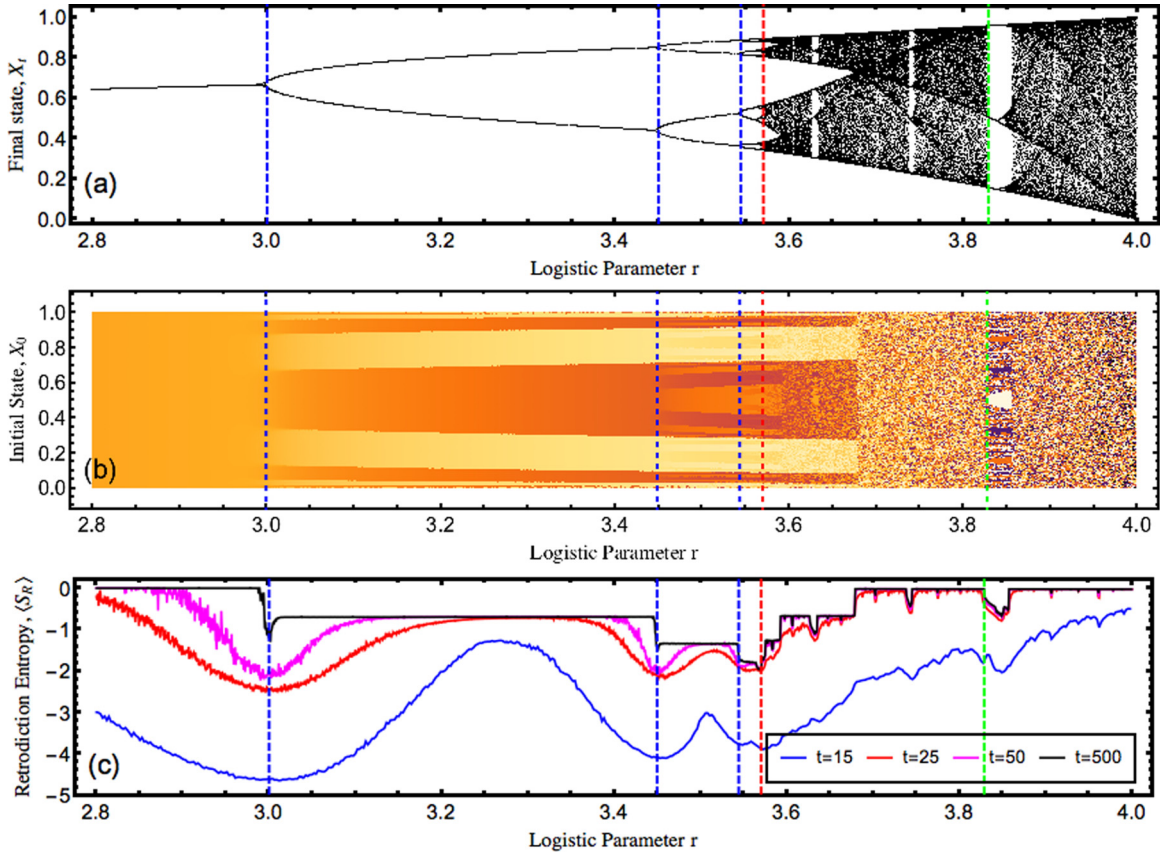 Final state, Xt
1.0
0.8
0.6
0.4
0.2
0.0
(a)
2.8 3.0 3.2 3.4 3.6 3.8 4.0
Logistic Parameter r
Initial State, X0
1.0
0.8
0.6
0.4
0.2
0.0
(b)
2.8 3.0 3.2 3.4 3.6 3.8 4.0
Logistic Parameter r
Retrodiction Entropy, ⟨SR⟩
0
−1
−2
−3
−4
−5
(c)
t=15 t=25 t=50 t=500
2.8 3.0 3.2 3.4 3.6 3.8 4.0
Logistic Parameter r